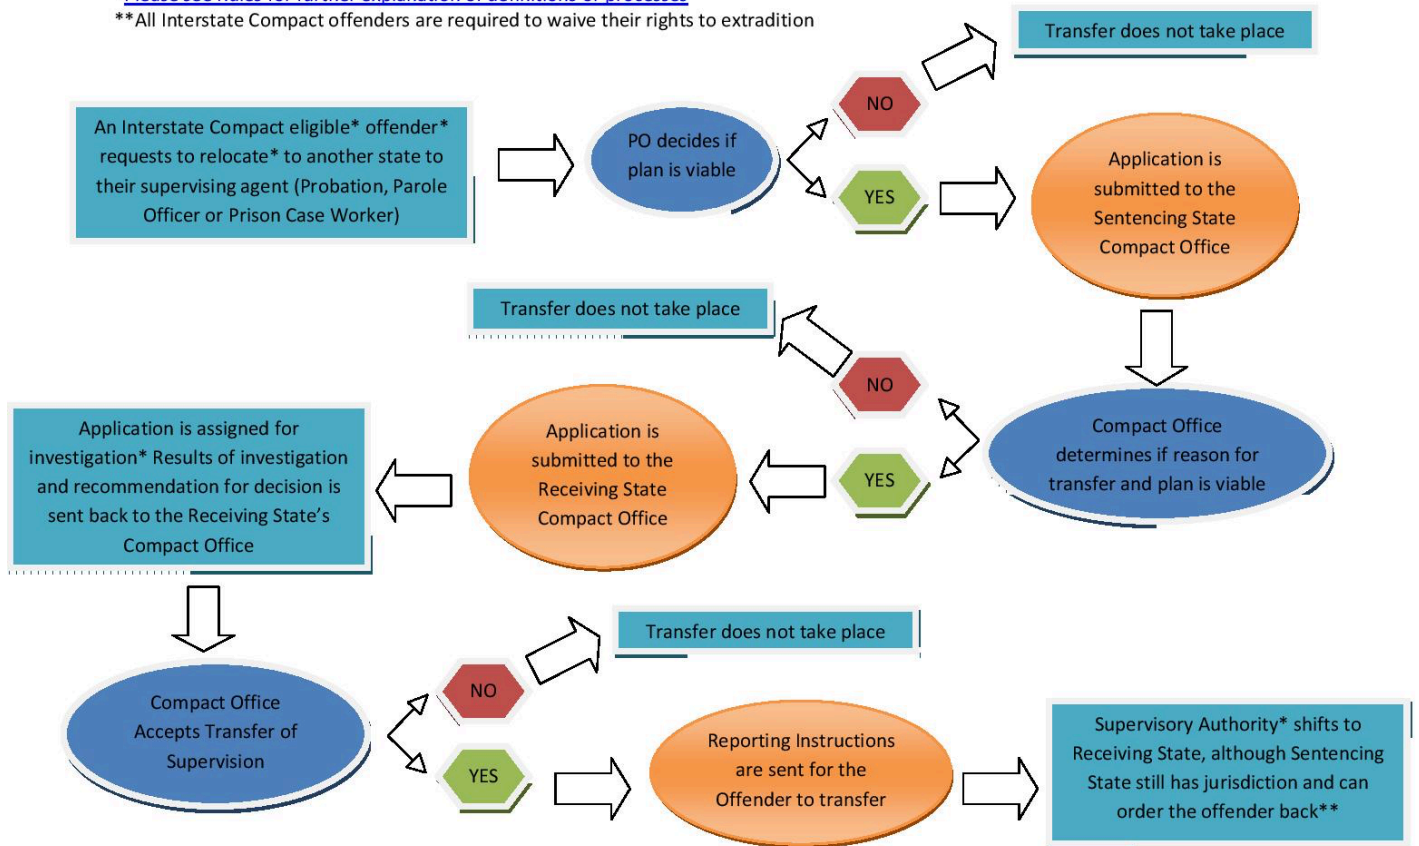 **All Interstate Compact offenders are required to waive their rights to extradition
Transfer does not take place
An Interstate Compact eligible* offender*
requests to relocate* to another state to
their supervising agent (Probation, Parole
Officer or Prison Case Worker)
PO decides if
plan is viable
NO
YES
Application is
submitted to the
Sentencing State
Compact Office
Transfer does not take place
NO
YES
Compact Office
determines if reason for
transfer and plan is viable
Application is
submitted to the
Receiving State
Compact Office
Application is assigned for
investigation* Results of investigation
and recommendation for decision is
sent back to the Receiving State’s
Compact Office
Compact Office
Accepts Transfer of
Supervision
NO
Transfer does not take place
YES
Reporting Instructions
are sent for the
Offender to transfer
Supervisory Authority* shifts to
Receiving State, although Sentencing
State still has jurisdiction and can
order the offender back**